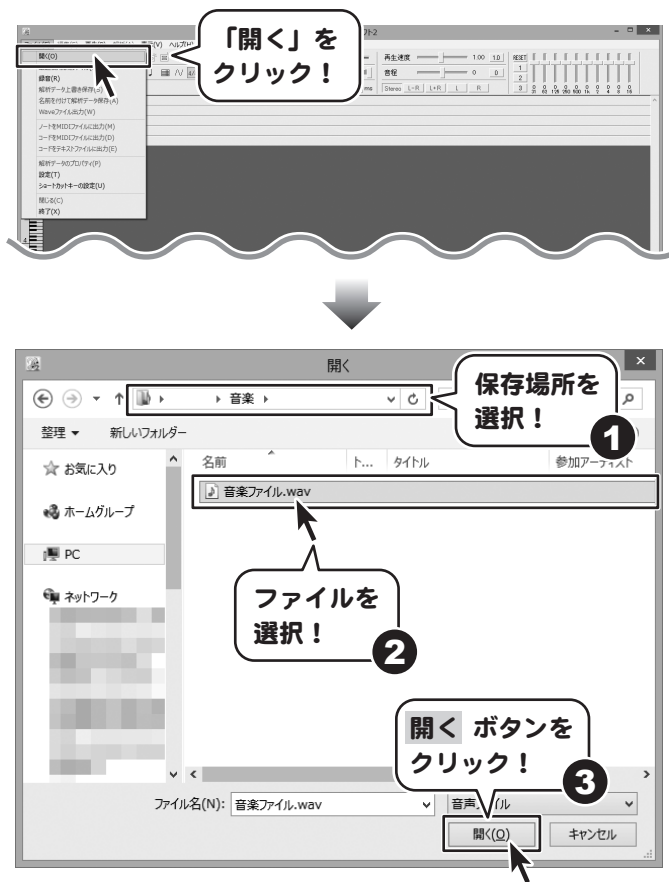 「開く」を
クリック！
開く(O)
録音(R)
解析データ上書き保存(S)
名前を付けて解析データ保存(A)
Waveファイル出力(W)
ノートをMIDIファイルに出力(M)
コードをMIDIファイルに出力(D)
コードをテキストファイルに出力(E)
解析データのプロパティ(P)
設定(T)
ショートカットキーの設定(U)
閉じる(C)
終了(X)
再生速度 1.00 1.0
音程 0 0
Stereo L-R L+R L R
RESET
1
2
3
4
開く
保存場所を
選択！
1
音楽
整理 新しいフォルダー
お気に入り
ホームグループ
PC
ネットワーク
名前 ト... タイトル 参加アーティスト
音楽ファイル.wav
ファイルを
選択！
2
開く ボタンを
クリック！
3
ファイル名(N): 音楽ファイル.wav
開く(O) キャンセル